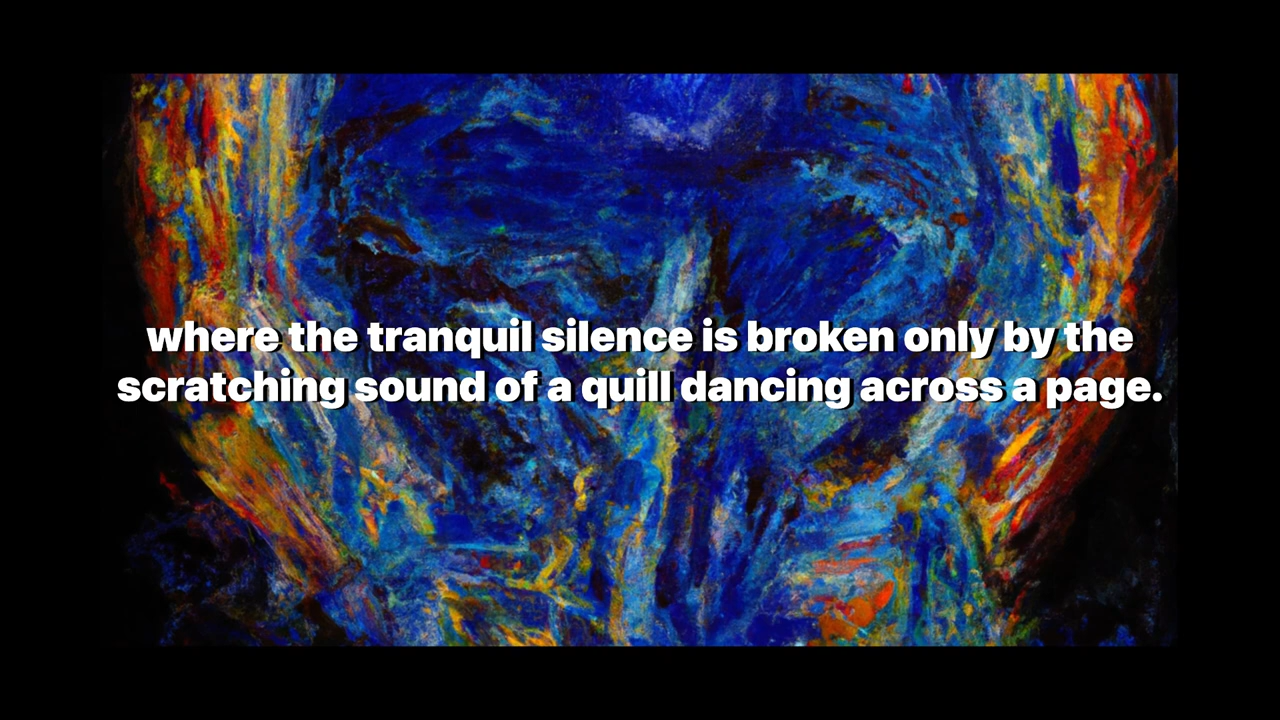 where the tranquil silence is broken only by the
scratching sound of a quill dancing across a page.